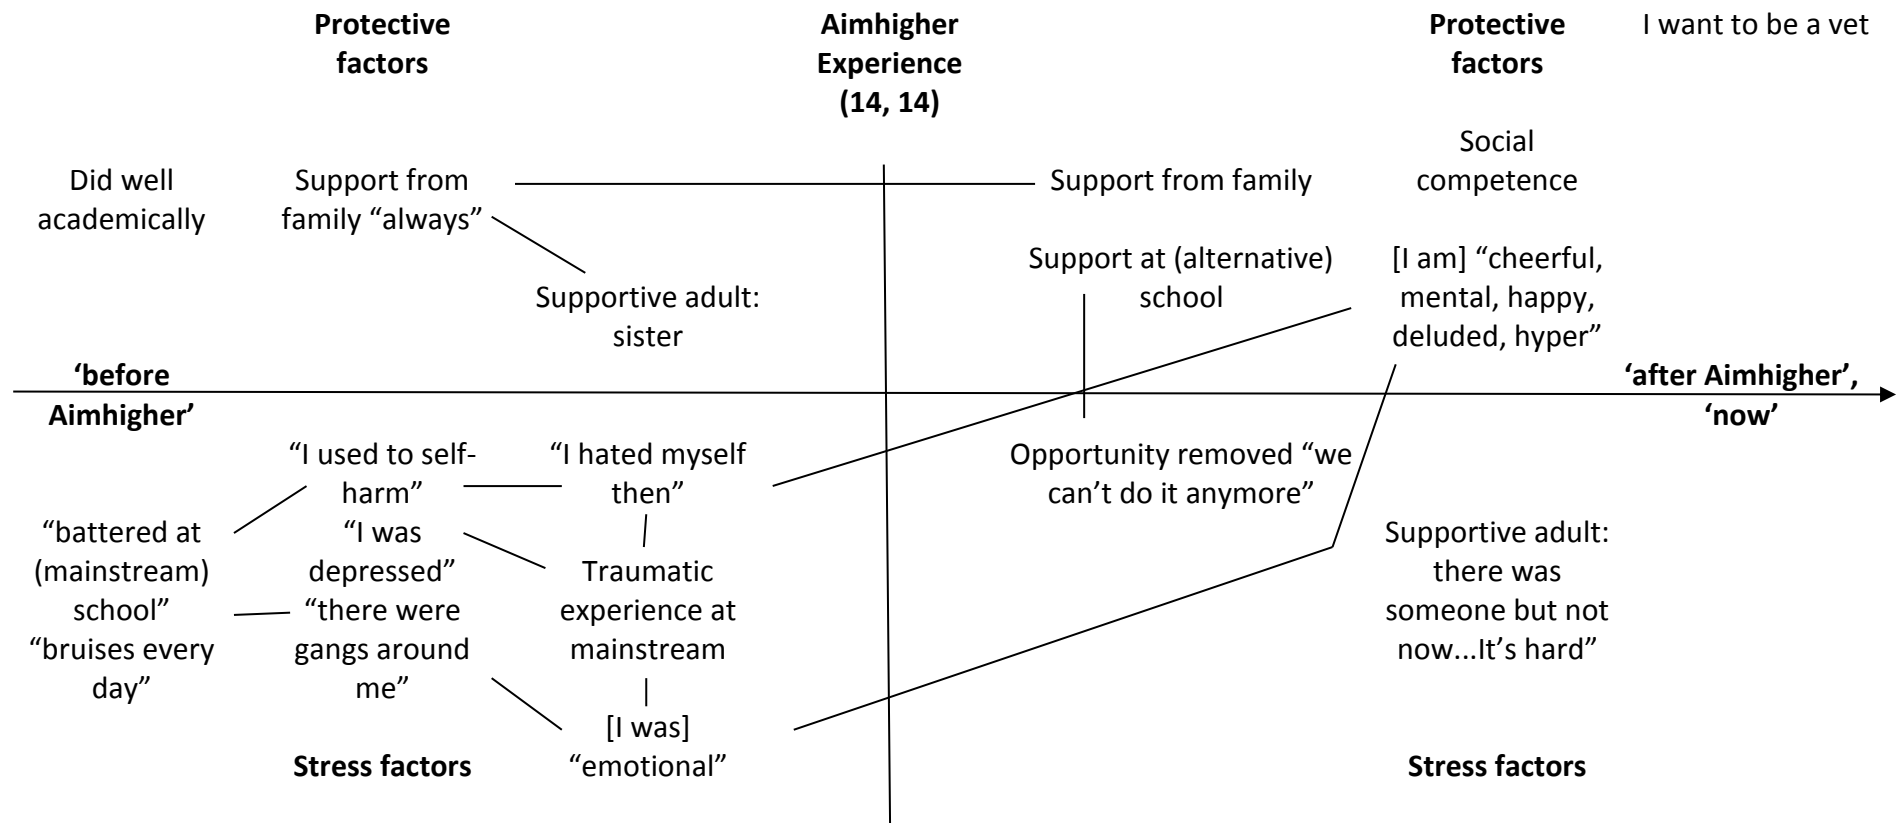 Protective
factors
Aimhigher
Experience
(14, 14)
Protective
factors
I want to be a vet
Did well
academically
Support from
family “always”
Supportive adult:
sister
Support from family
Social
competence
Support at (alternative)
school
[I am] “cheerful,
mental, happy,
deluded, hyper”
‘before
Aimhigher’
‘after Aimhigher’,
‘now’
“battered at
(mainstream)
school”
“bruises every
day”
“I used to self-
harm”
“I was
depressed”
“there were
gangs around
me”
“I hated myself
then”
Traumatic
experience at
mainstream
[I was]
“emotional”
Opportunity removed “we
can’t do it anymore”
Supportive adult:
there was
someone but not
now...It’s hard”
Stress factors
Stress factors